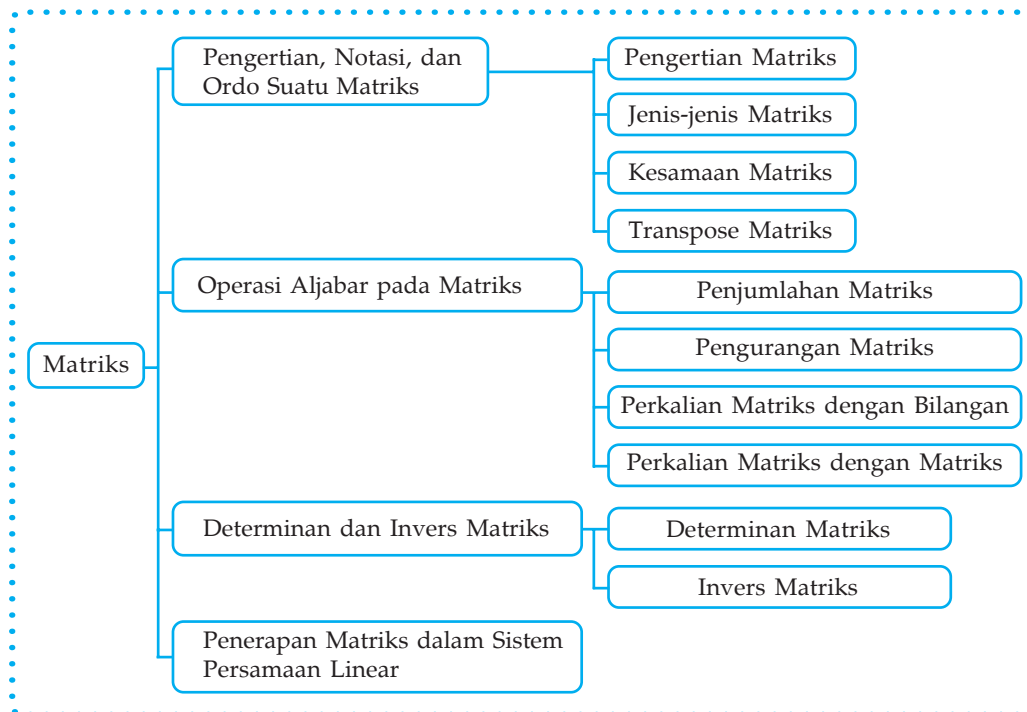 Matriks
Pengertian, Notasi, dan
Ordo Suatu Matriks
Pengertian Matriks
Jenis-jenis Matriks
Kesamaan Matriks
Transpose Matriks
Operasi Aljabar pada Matriks
Penjumlahan Matriks
Pengurangan Matriks
Perkalian Matriks dengan Bilangan
Perkalian Matriks dengan Matriks
Determinan dan Invers Matriks
Determinan Matriks
Invers Matriks
Penerapan Matriks dalam Sistem
Persamaan Linear